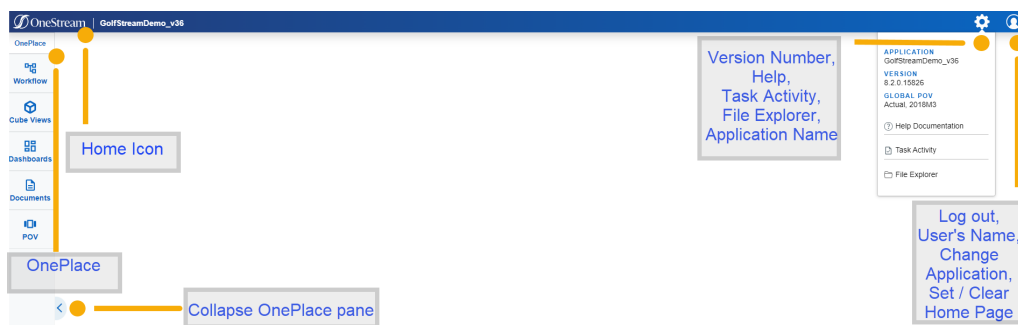 OneStream | GolfStreamDemo_v36
OnePlace
Workflow
Cube Views
Dashboards
Documents
POV
Home Icon
OnePlace
Collapse OnePlace pane
Version Number,
Help,
Task Activity,
File Explorer,
Application Name
APPLICATION
GolfStreamDemo_v36
VERSION
8.2.0.15826
GLOBAL POV
Actual, 2018M3
Help Documentation
Task Activity
File Explorer
Log out,
User's Name,
Change
Application,
Set / Clear
Home Page